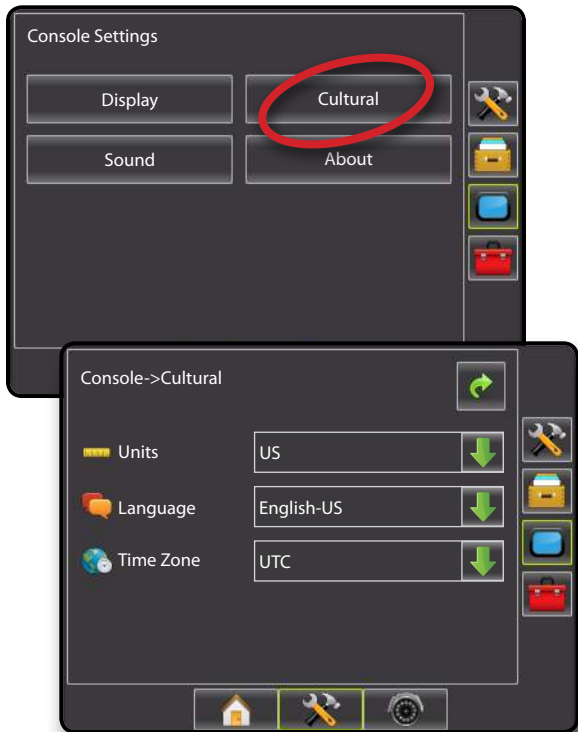 Console Settings
Display
Cultural
Sound
About
Console->Cultural
Units
US
Language
English-US
Time Zone
UTC